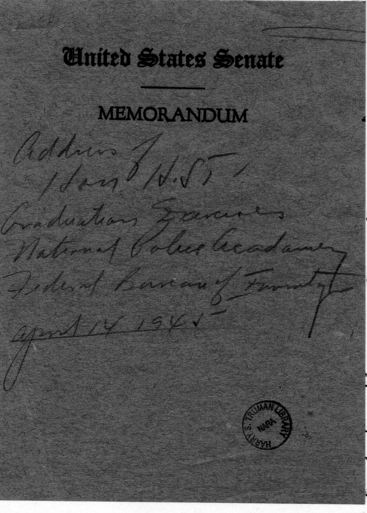 United States Senate
MEMORANDUM
Address of
Hon H.S.T.
Graduation Exercises
National Police Academy
Federal Bureau of
April 14 1945
HARRY S. TRUMAN LIBRARY
NARA